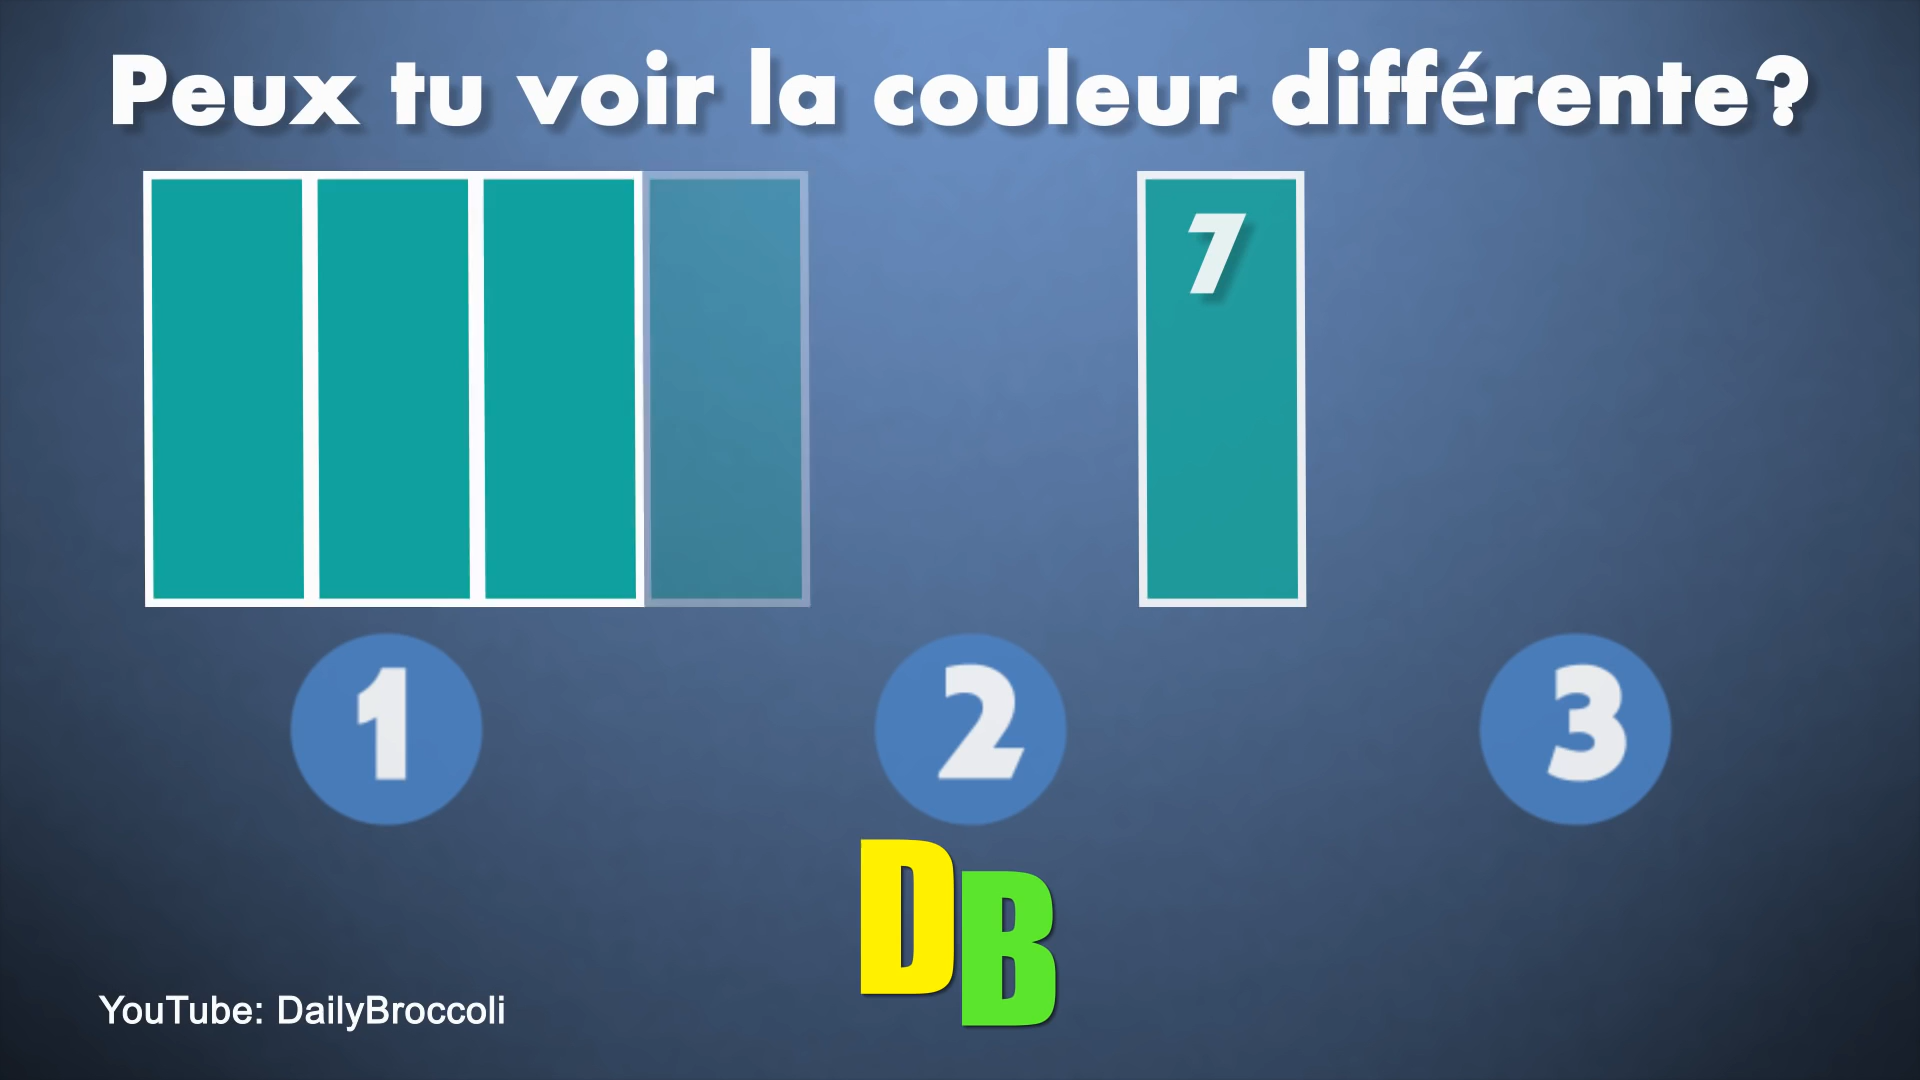 Peux tu voir la couleur différente?
7
1 2 3
DB
YouTube: DailyBroccoli